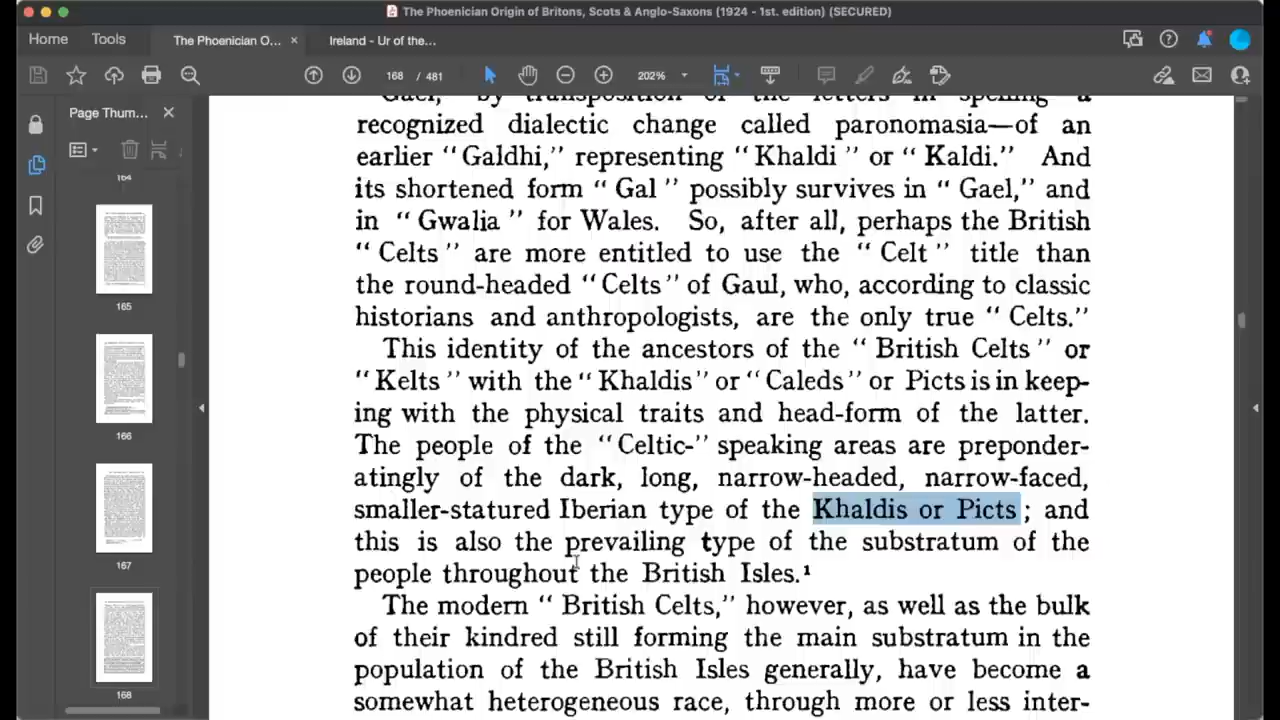 The Phoenician Origin of Britons, Scots & Anglo-Saxons (1924 - 1st. edition) (SECURED)
Home Tools The Phoenician O... × Ireland - Ur of the...
168 / 481 202%
Page Thum...
164
165
166
167
168
Gael," by transposition of the letters in spelling a
recognized dialectic change called paronomasia—of an
earlier "Galdhi," representing "Khaldi" or "Kaldi." And
its shortened form "Gal" possibly survives in "Gael," and
in "Gwalia" for Wales. So, after all, perhaps the British
"Celts" are more entitled to use the "Celt" title than
the round-headed "Celts" of Gaul, who, according to classic
historians and anthropologists, are the only true "Celts."
This identity of the ancestors of the "British Celts" or
"Kelts" with the "Khaldis" or "Caleds" or Picts is in keep-
ing with the physical traits and head-form of the latter.
The people of the "Celtic-" speaking areas are preponder-
atingly of the dark, long, narrow-headed, narrow-faced,
smaller-statured Iberian type of the Khaldis or Picts; and
this is also the prevailing type of the substratum of the
people throughout the British Isles.¹
The modern "British Celts," however, as well as the bulk
of their kindred still forming the main substratum in the
population of the British Isles generally, have become a
somewhat heterogeneous race, through more or less inter-